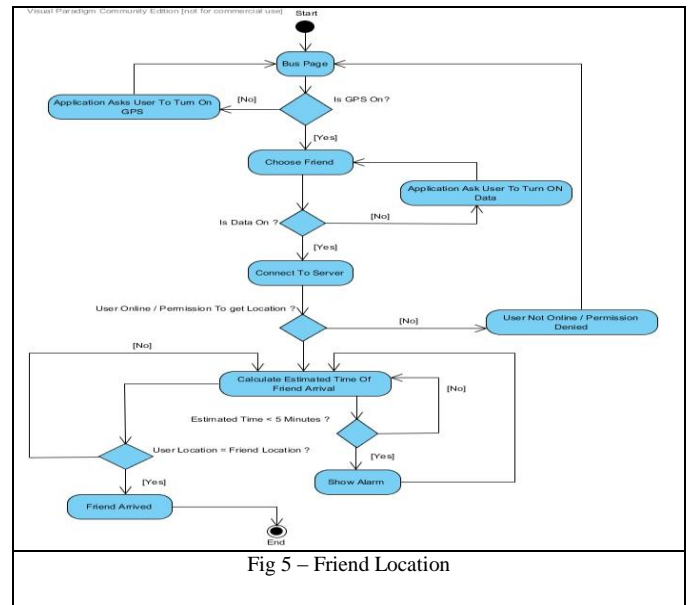 Visual Paradigm Community Edition [not for commercial use]
Start
Bus Page
Is GPS On?
[No]
Application Asks User To Turn On
GPS
[Yes]
Choose Friend
Application Ask User To Turn ON
Data
Is Data On ?
[No]
[Yes]
Connect To Server
User Online / Permission To get Location ?
[No]
User Not Online / Permission
Denied
[No]
Calculate Estimated Time Of
Friend Arrival
[No]
Estimated Time < 5 Minutes ?
User Location = Friend Location ?
[Yes]
[Yes]
Show Alarm
Friend Arrived
End
Fig 5 – Friend Location